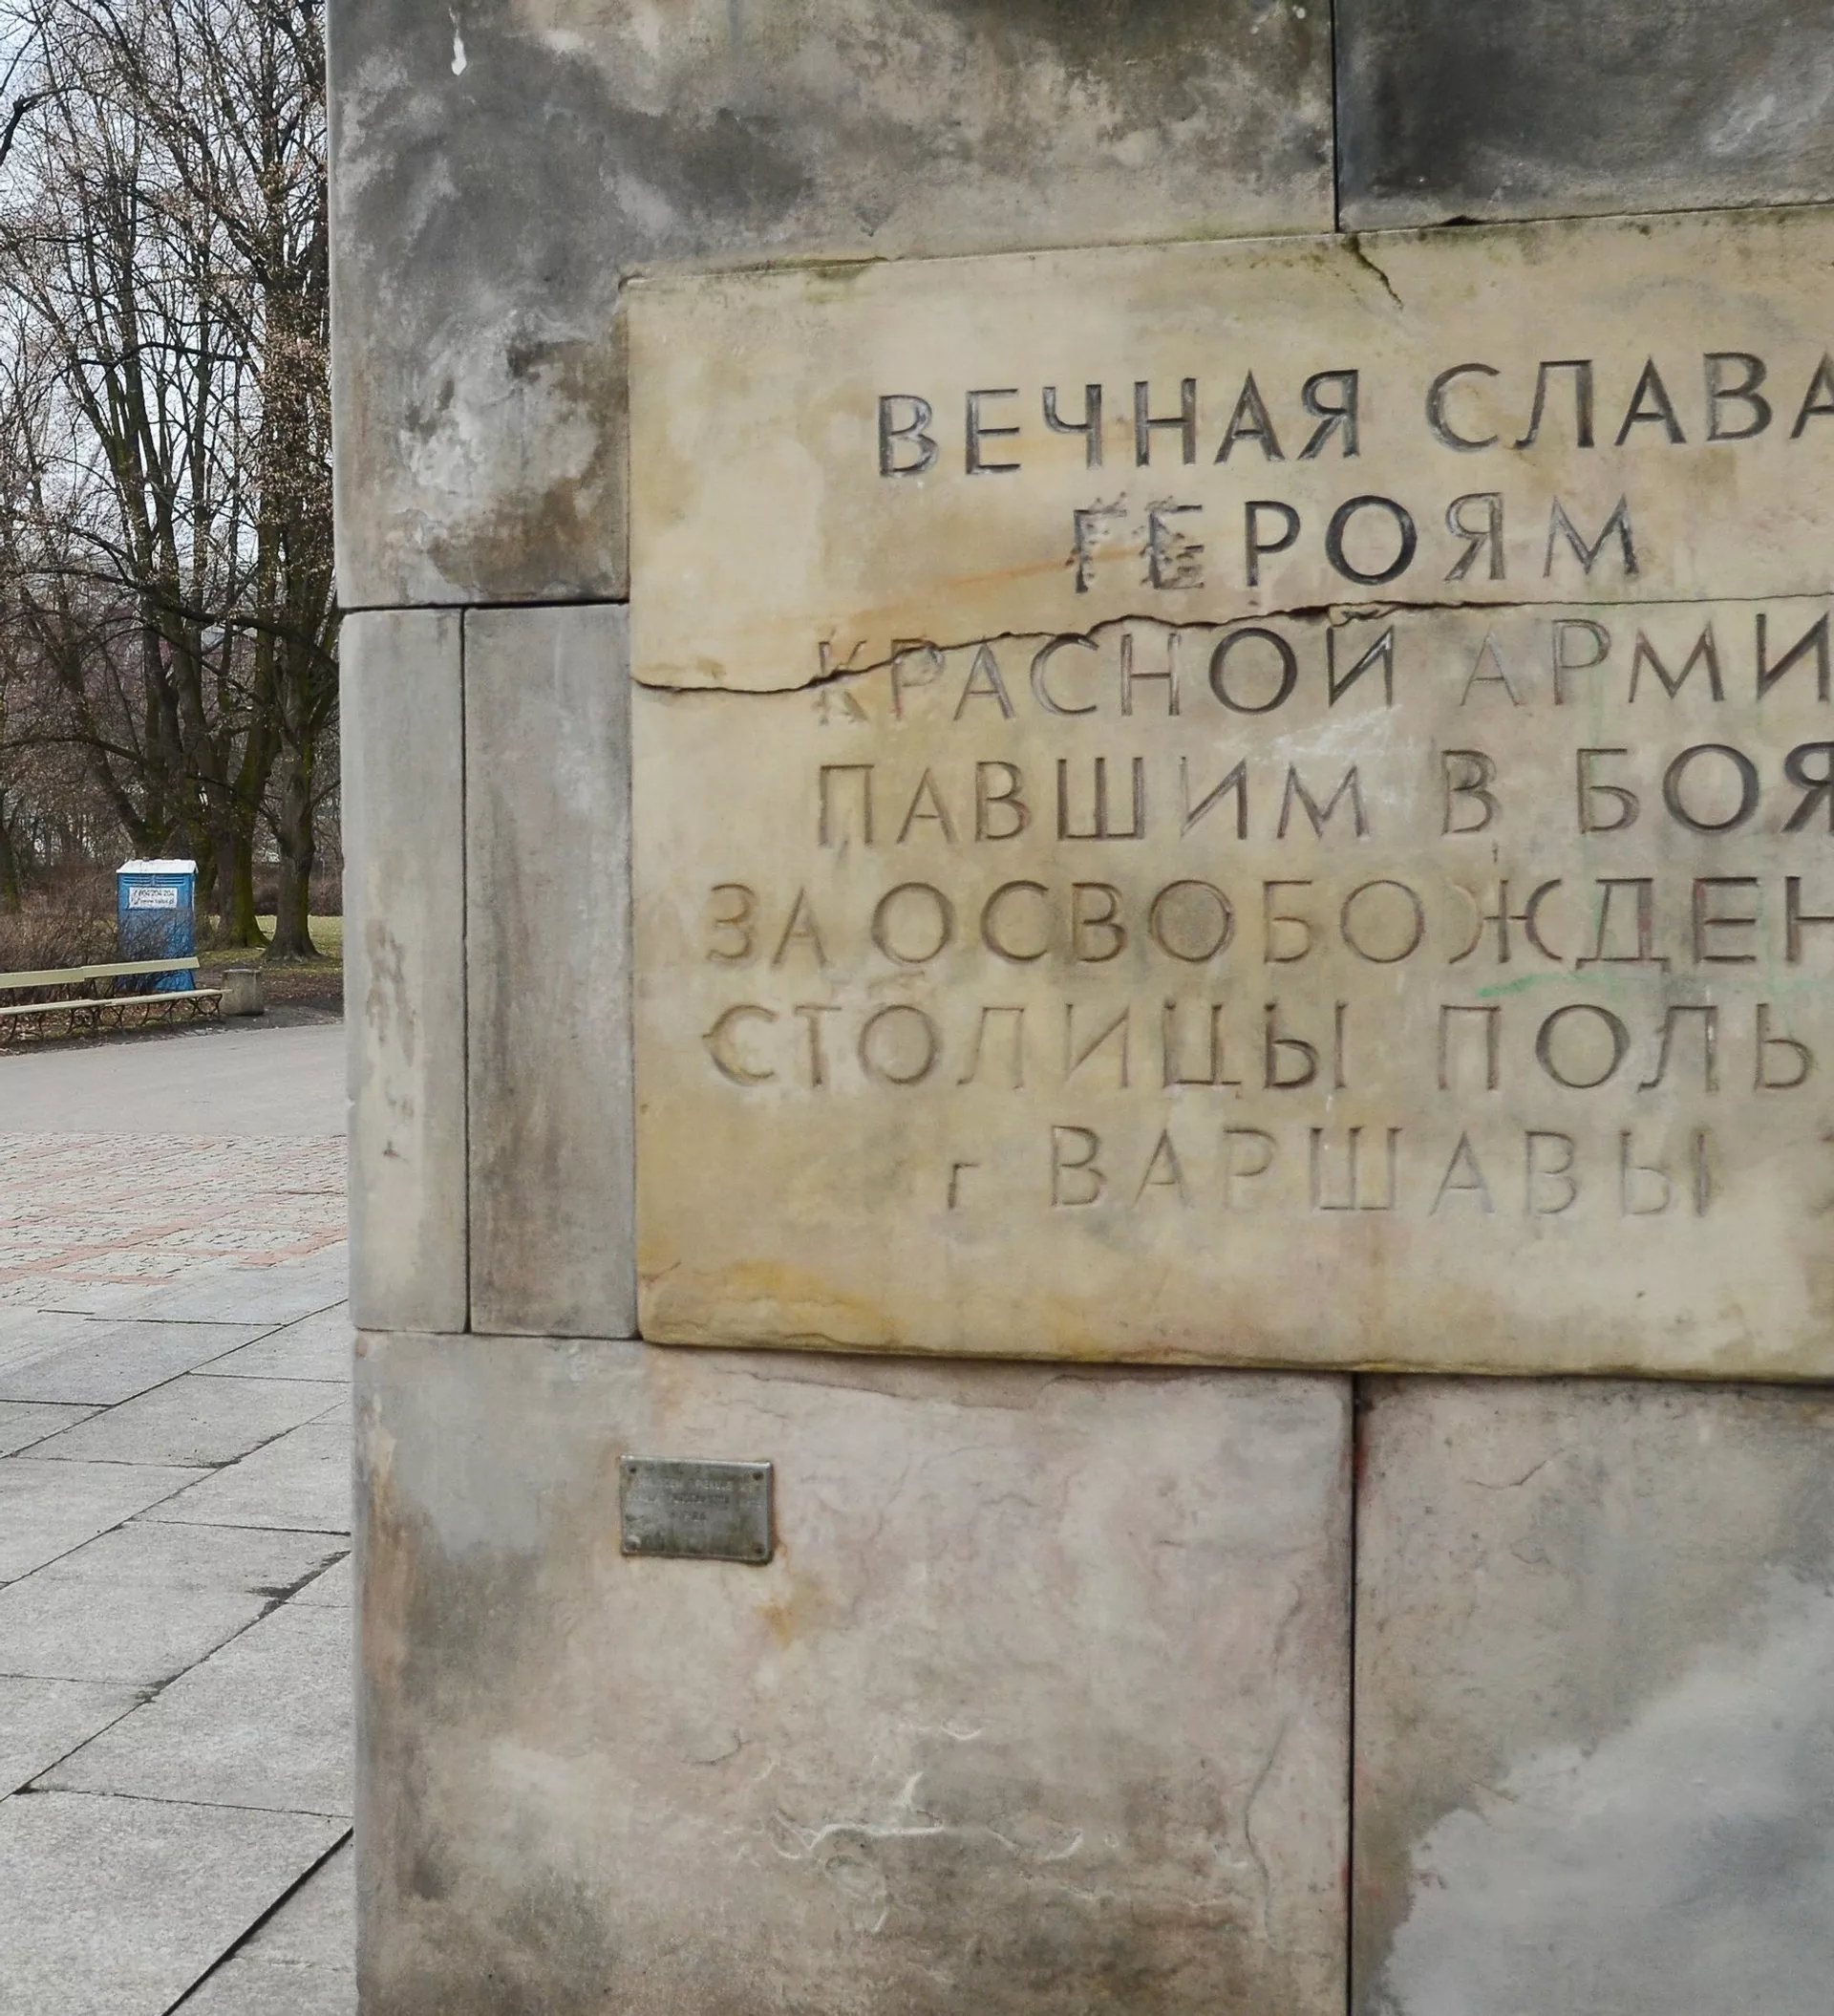 ВЕЧНАЯ СЛАВА
ГЕРОЯМ
КРАСНОЙ АРМИ
ПАВШИМ В БОЯ
ЗА ОСВОБОЖДЕН
СТОЛИЦЫ ПОЛЬ
г ВАРШАВЫ